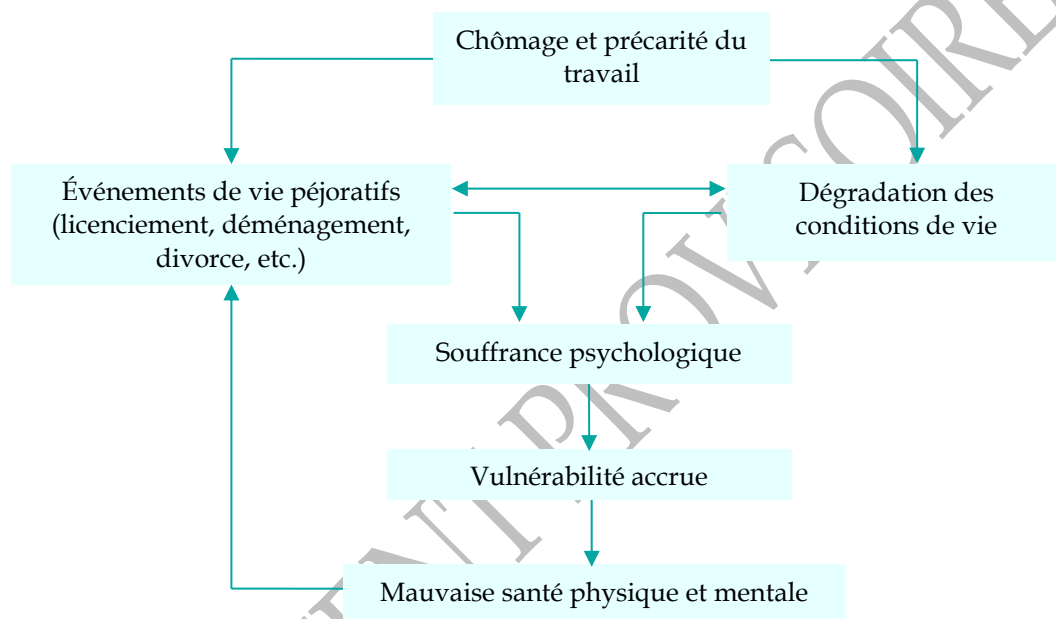 Chômage et précarité du
travail
Événements de vie péjoratifs
(licenciement, déménagement,
divorce, etc.)
Dégradation des
conditions de vie
Souffrance psychologique
Vulnérabilité accrue
Mauvaise santé physique et mentale
PROVISOIRE